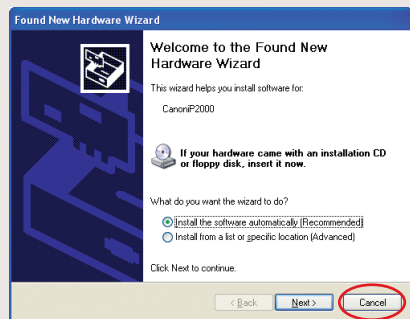 Found New Hardware Wizard
Welcome to the Found New
Hardware Wizard
This wizard helps you install software for:
CanoniP2000
If your hardware came with an installation CD
or floppy disk, insert it now.
What do you want the wizard to do?
Install the software automatically (Recommended)
Install from a list or specific location (Advanced)
Click Next to continue.
< Back
Next >
Cancel